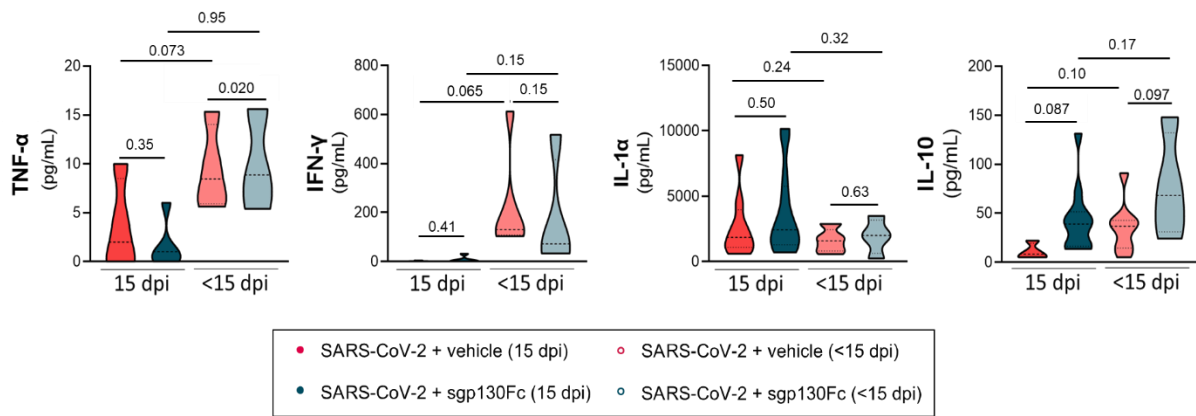 0.95
0.073
0.020
0.35
TNF-α
(pg/mL)
20
15
10
5
0
15 dpi
<15 dpi
0.15
0.065
0.15
0.41
IFN-γ
(pg/mL)
800
600
400
200
0
15 dpi
<15 dpi
0.32
0.24
0.50
0.63
IL-1α
(pg/mL)
15000
10000
5000
0
15 dpi
<15 dpi
0.17
0.10
0.087
0.097
IL-10
(pg/mL)
200
150
100
50
0
15 dpi
<15 dpi
SARS-CoV-2 + vehicle (15 dpi)
SARS-CoV-2 + vehicle (<15 dpi)
SARS-CoV-2 + sgp130Fc (15 dpi)
SARS-CoV-2 + sgp130Fc (<15 dpi)